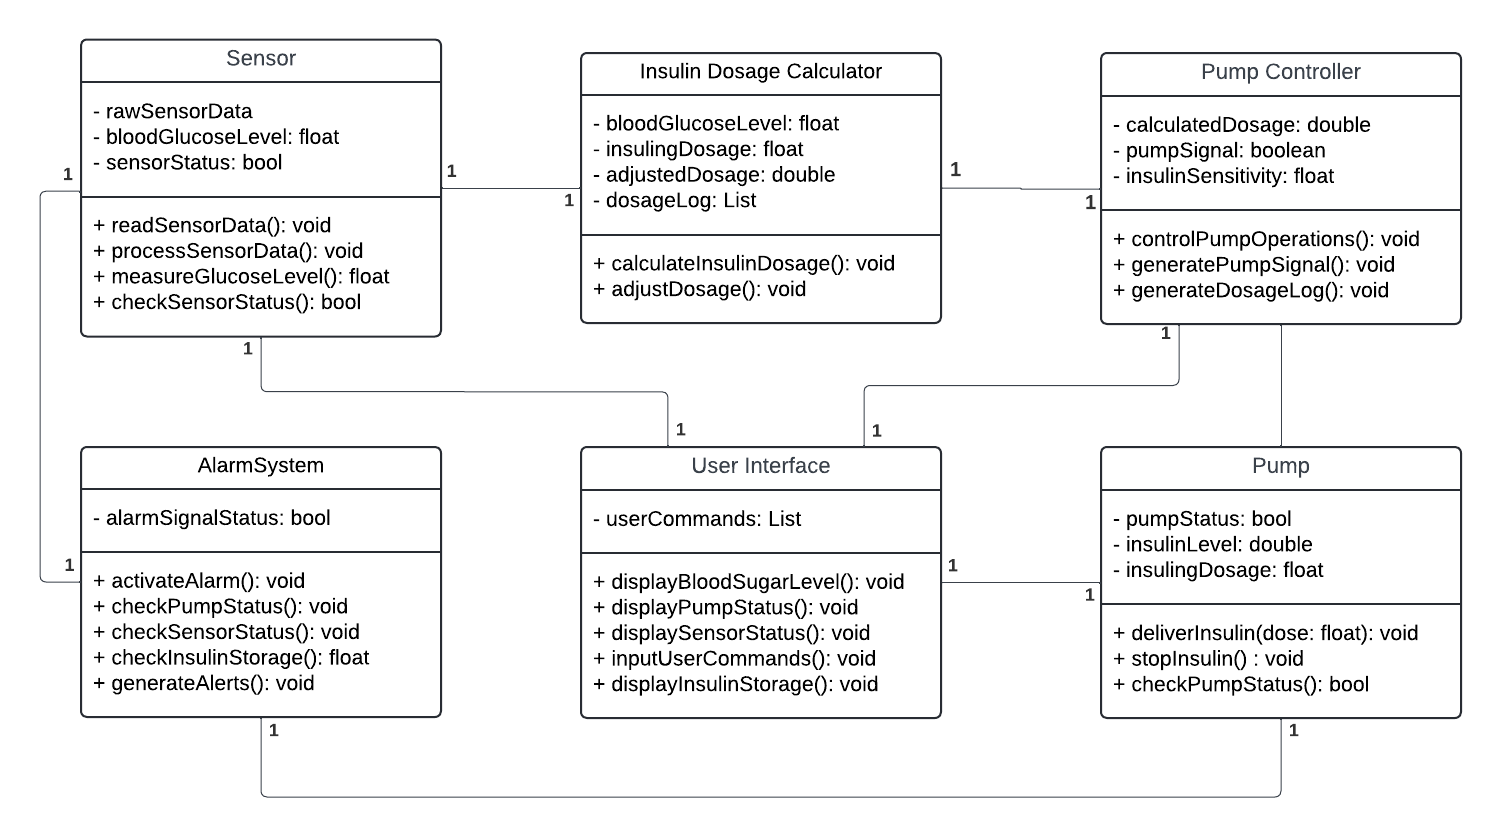 Sensor
- rawSensorData
- bloodGlucoseLevel: float
- sensorStatus: bool
+ readSensorData(): void
+ processSensorData(): void
+ measureGlucoseLevel(): float
+ checkSensorStatus(): bool
1
1
1
Insulin Dosage Calculator
- bloodGlucoseLevel: float
- insulingDosage: float
- adjustedDosage: double
- dosageLog: List
+ calculateInsulinDosage(): void
+ adjustDosage(): void
1
1
Pump Controller
- calculatedDosage: double
- pumpSignal: boolean
- insulinSensitivity: float
+ controlPumpOperations(): void
+ generatePumpSignal(): void
+ generateDosageLog(): void
1
1
AlarmSystem
- alarmSignalStatus: bool
+ activateAlarm(): void
+ checkPumpStatus(): void
+ checkSensorStatus(): void
+ checkInsulinStorage(): float
+ generateAlerts(): void
1
1
User Interface
- userCommands: List
+ displayBloodSugarLevel(): void
+ displayPumpStatus(): void
+ displaySensorStatus(): void
+ inputUserCommands(): void
+ displayInsulinStorage(): void
1
1
1
Pump
- pumpStatus: bool
- insulinLevel: double
- insulingDosage: float
+ deliverInsulin(dose: float): void
+ stopInsulin() : void
+ checkPumpStatus(): bool
1
1